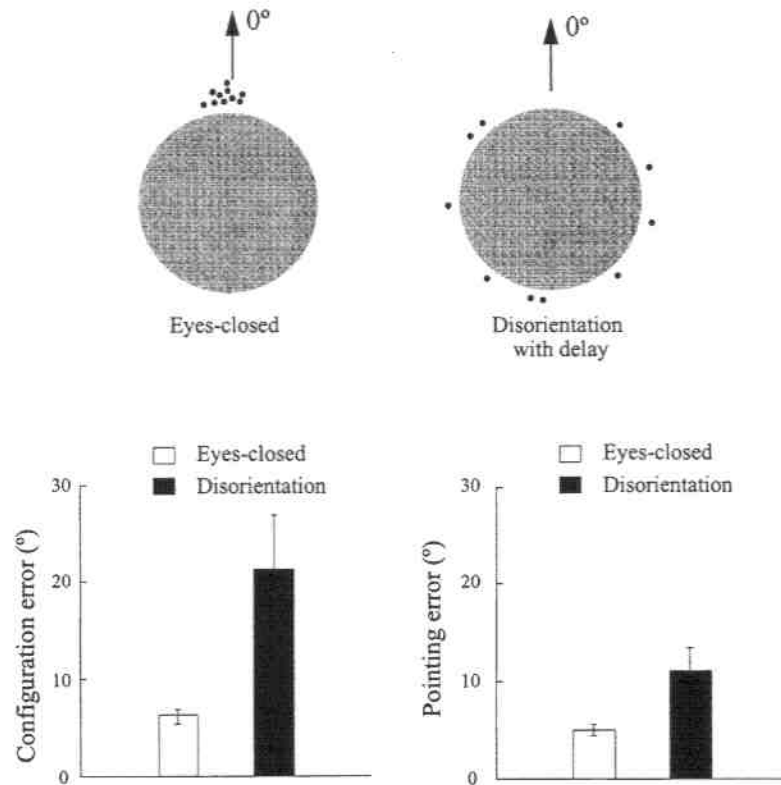 0°
0°
Eyes-closed
Disorientation
with delay
Eyes-closed
Disorientation
30
20
10
0
Configuration error (°)
Eyes-closed
Disorientation
30
20
10
0
Pointing error (°)